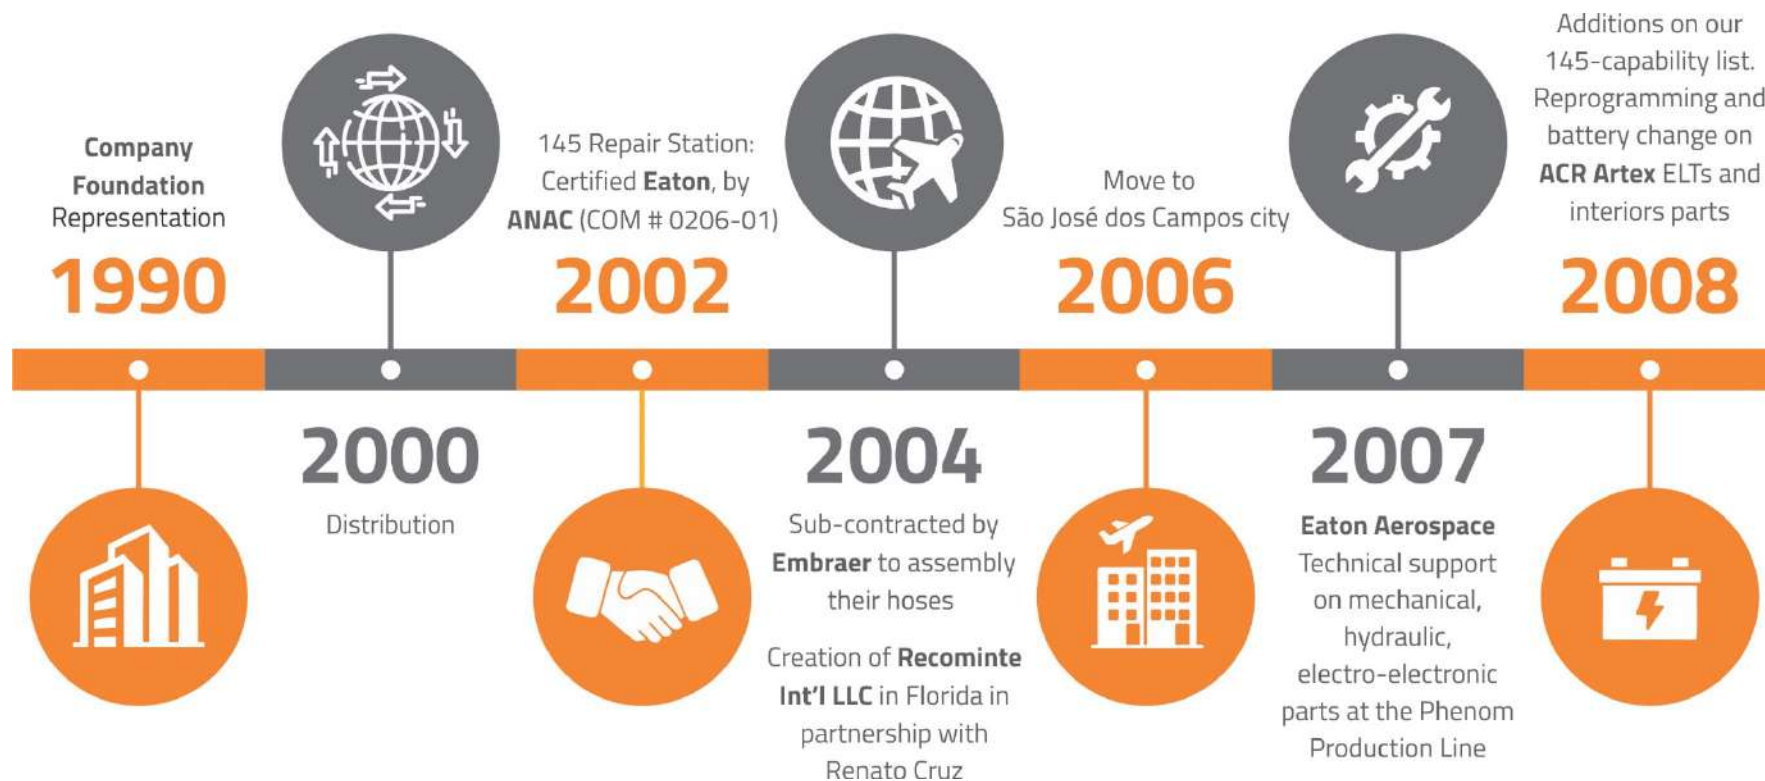 Company
Foundation
Representation
1990
2000
Distribution
145 Repair Station:
Certified Eaton, by
ANAC (COM # 0206-01)
2002
2004
Sub-contracted by
Embraer to assembly
their hoses
Creation of Recominte
Int'l LLC in Florida in
partnership with
Renato Cruz
Move to
São José dos Campos city
2006
2007
Eaton Aerospace
Technical support
on mechanical,
hydraulic,
electro-electronic
parts at the Phenom
Production Line
Additions on our
145-capability list.
Reprogramming and
battery change on
ACR Artex ELTs and
interiors parts
2008